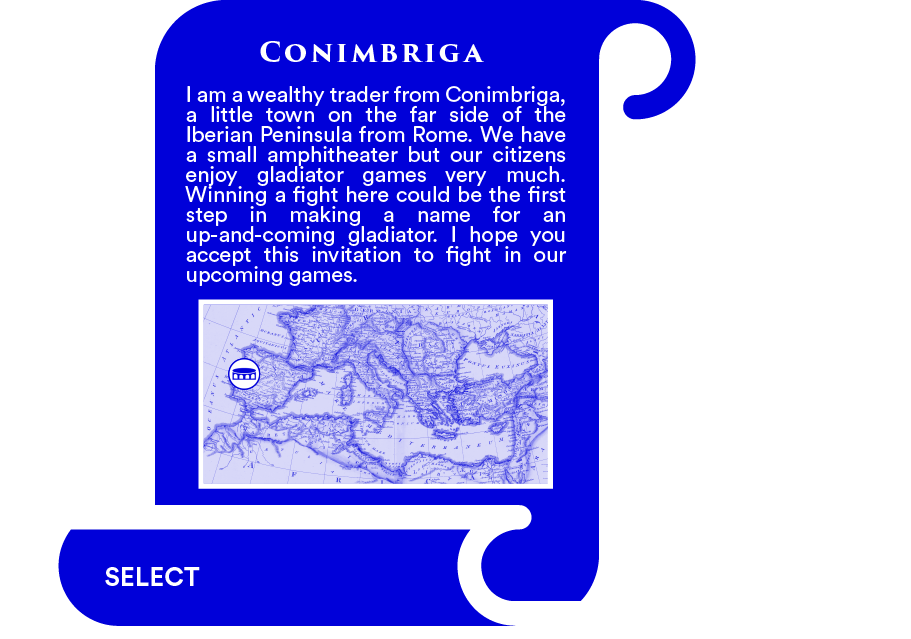 CONIMBRIGA
I am a wealthy trader from Conimbriga,
a little town on the far side of the
Iberian Peninsula from Rome. We have
a small amphitheater but our citizens
enjoy gladiator games very much.
Winning a fight here could be the first
step in making a name for an
up-and-coming gladiator. I hope you
accept this invitation to fight in our
upcoming games.
SELECT